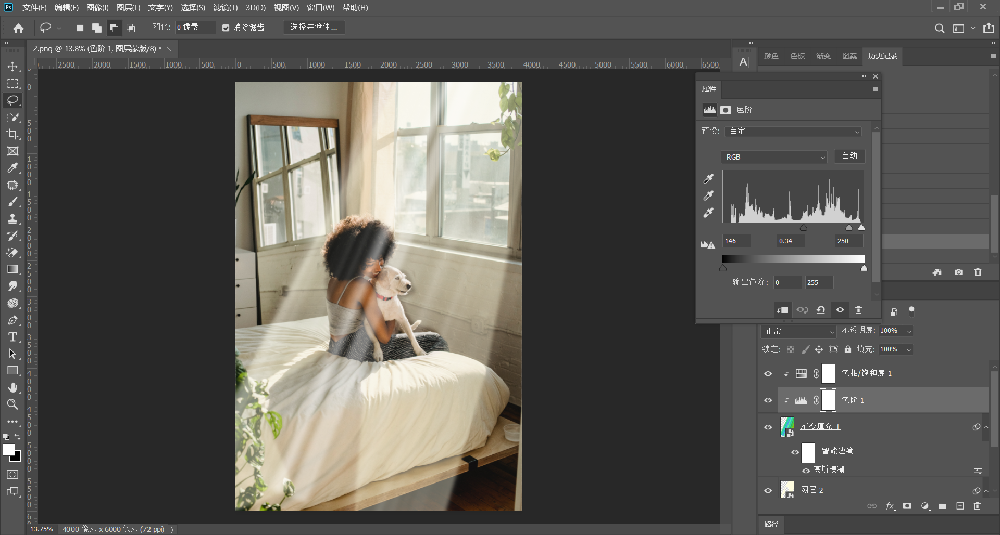 Ps 文件(F) 编辑(E) 图像(I) 图层(L) 文字(Y) 选择(S) 滤镜(T) 3D(D) 视图(V) 窗口(W) 帮助(H)
羽化: 0 像素 消除锯齿 选择并遮住...
2.png @ 13.8% (色阶 1, 图层蒙版/8) *
颜色 色板 渐变 图案 历史记录
2500 2000 1500 1000 500 0 500 1000 1500 2000 2500 3000 3500 4000 4500 5000 5500 6000 6500
0
500
1000
1500
2000
2500
3000
3500
4000
4500
5000
5500
属性
色阶
预设: 自定
RGB 自动
146 0.34 250
输出色阶: 0 255
正常 不透明度: 100%
锁定: 填充: 100%
色相/饱和度 1
色阶 1
渐变填充 1
智能滤镜
高斯模糊
图层 2
fx
路径
13.75% 4000 像素 x 6000 像素 (72 ppi)